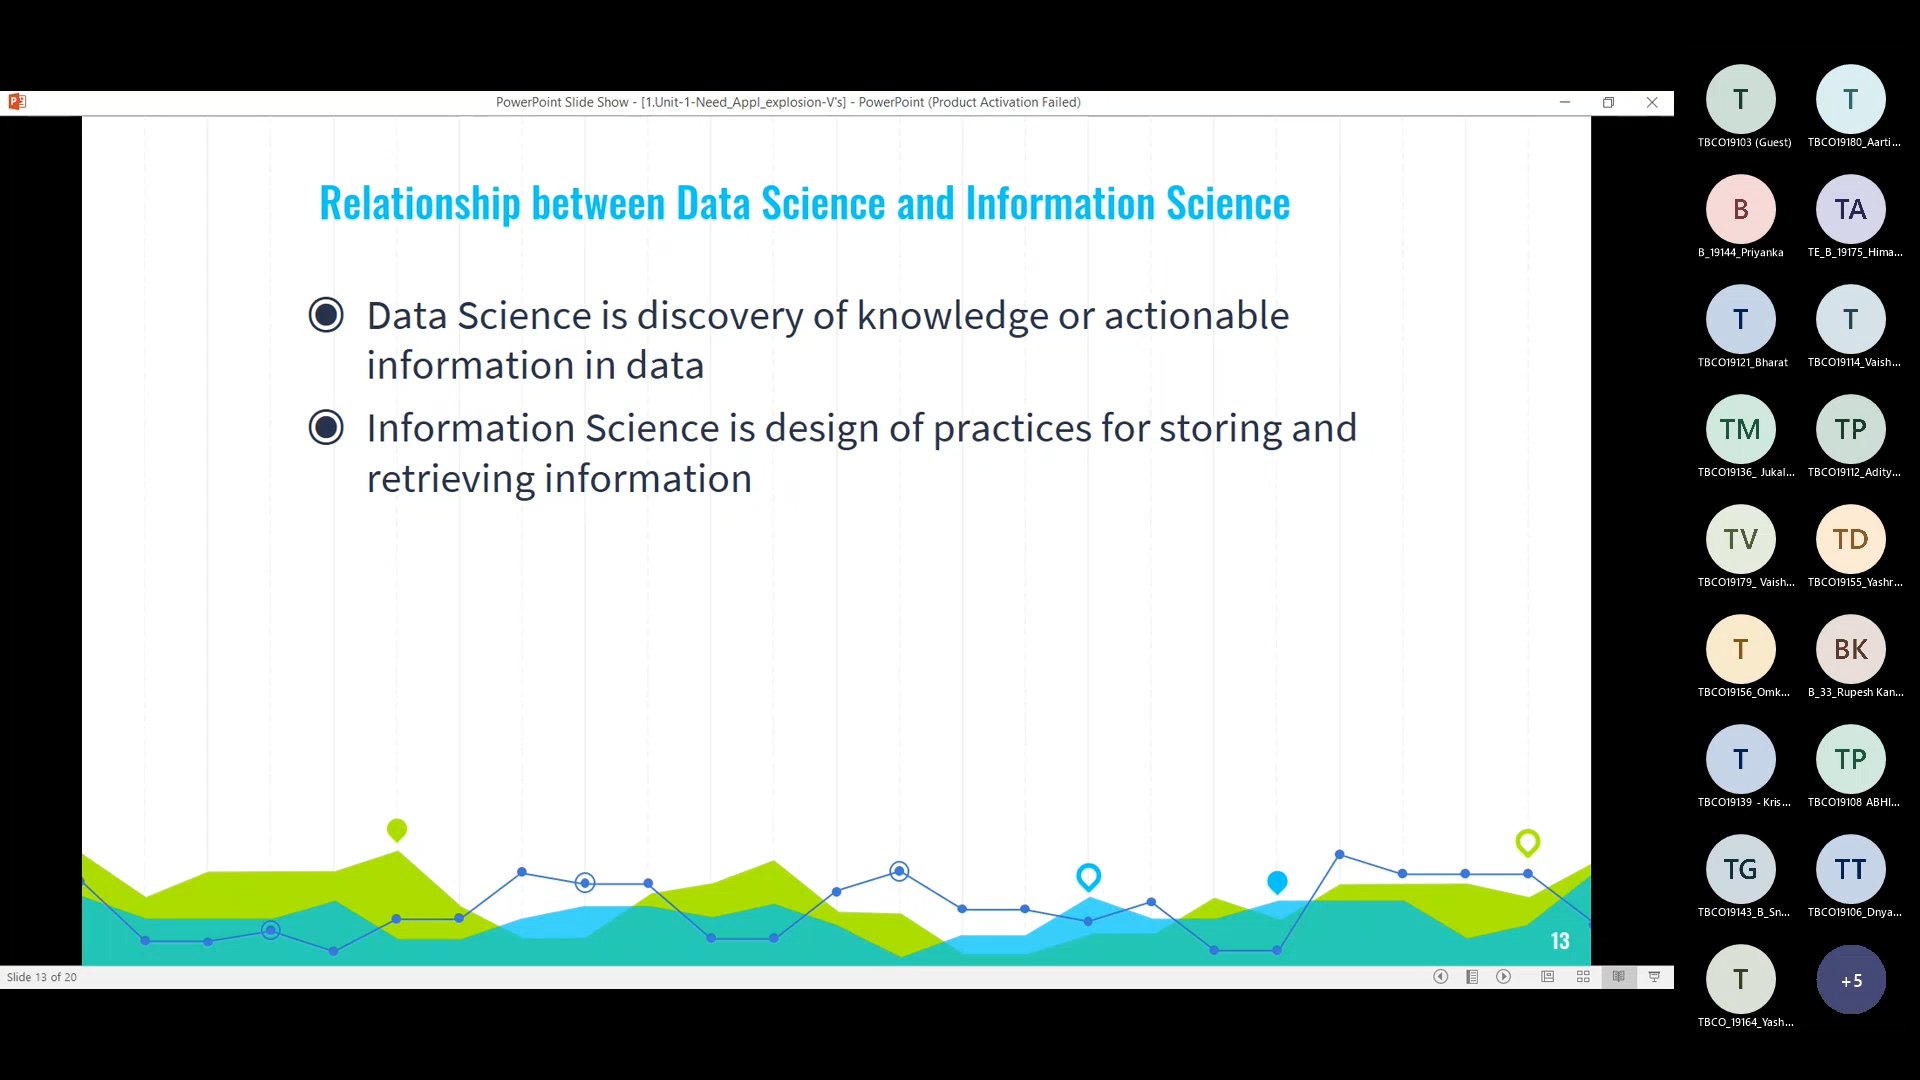 PowerPoint Slide Show - [1.Unit-1-Need_Appl_explosion-V's] - PowerPoint (Product Activation Failed)
Relationship between Data Science and Information Science
Data Science is discovery of knowledge or actionable
information in data
Information Science is design of practices for storing and
retrieving information
13
Slide 13 of 20
T
T
TBCO19103 (Guest)
TBCO19180_Aarti...
B
TA
B_19144_Priyanka
TE_B_19175_Hima...
T
T
TBCO19121_Bharat
TBCO19114_Vaish...
TM
TP
TBCO19136_ Jukal...
TBCO19112_Adity...
TV
TD
TBCO19179_ Vaish...
TBCO19155_Yashr...
T
BK
TBCO19156_Omk...
B_33_Rupesh Kan...
T
TP
TBCO19139 - Kris...
TBCO19108 ABHI...
TG
TT
TBCO19143_B_Sn...
TBCO19106_Dnya...
T
+5
TBCO_19164_Yash...